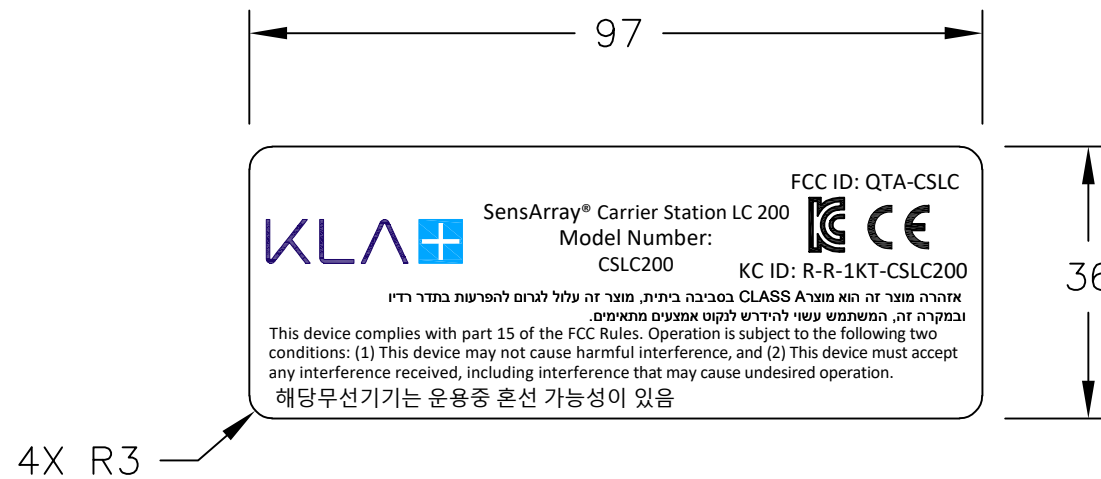 97
FCC ID: QTA-CSLC
KLA+
SensArray® Carrier Station LC 200
Model Number:
CSLC200
CE
KC ID: R-R-1KT-CSLC200
אזהרה מוצר זה הוא מוצרCLASS A בסביבה ביתית, מוצר זה עלול לגרום להפרעות בתדר רדיו
ובמקרה זה, המשתמש עשוי להידרש לנקוט אמצעים מתאימים.
This device complies with part 15 of the FCC Rules. Operation is subject to the following two
conditions: (1) This device may not cause harmful interference, and (2) This device must accept
any interference received, including interference that may cause undesired operation.
해당무선기기는 운용중 혼선 가능성이 있음
36
4X R3